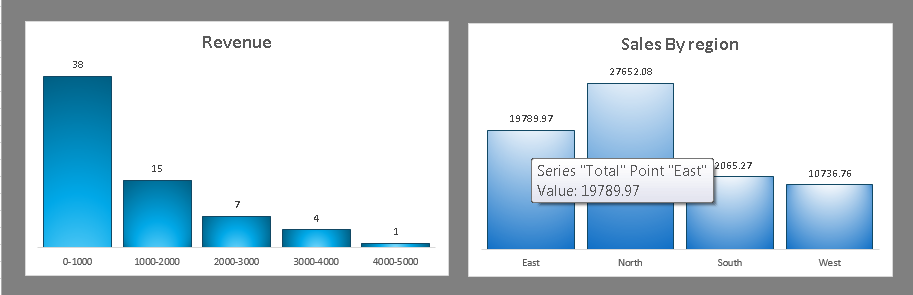 Revenue
38
15
7
4
1
0-1000
1000-2000
2000-3000
3000-4000
4000-5000
Sales By region
27652.08
19789.97
2065.27
10736.76
Series "Total" Point "East"
Value: 19789.97
East
North
South
West